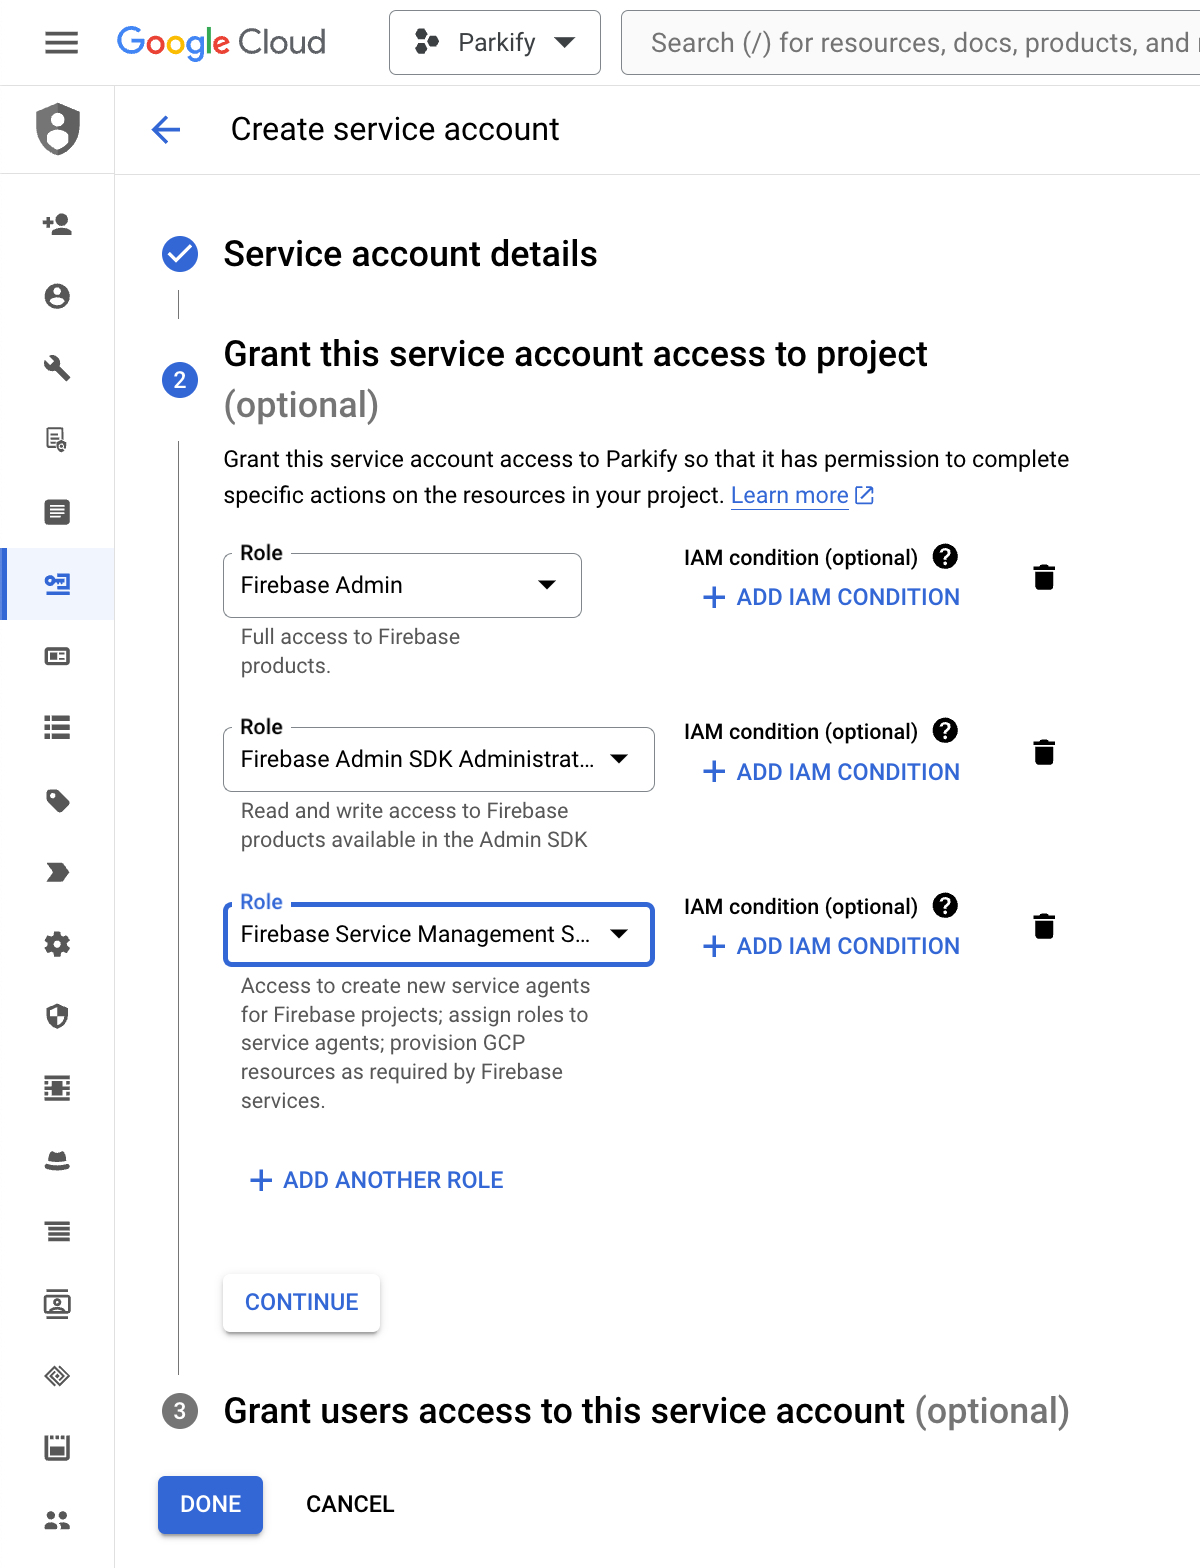 Google Cloud
Parkify
Search (/) for resources, docs, products, and
Create service account
Service account details
2
Grant this service account access to project
(optional)
Grant this service account access to Parkify so that it has permission to complete
specific actions on the resources in your project. Learn more
Role
Firebase Admin
IAM condition (optional)
ADD IAM CONDITION
Full access to Firebase
products.
Role
Firebase Admin SDK Administrat...
IAM condition (optional)
ADD IAM CONDITION
Read and write access to Firebase
products available in the Admin SDK
Role
Firebase Service Management S...
IAM condition (optional)
ADD IAM CONDITION
Access to create new service agents
for Firebase projects; assign roles to
service agents; provision GCP
resources as required by Firebase
services.
ADD ANOTHER ROLE
CONTINUE
3
Grant users access to this service account (optional)
DONE
CANCEL